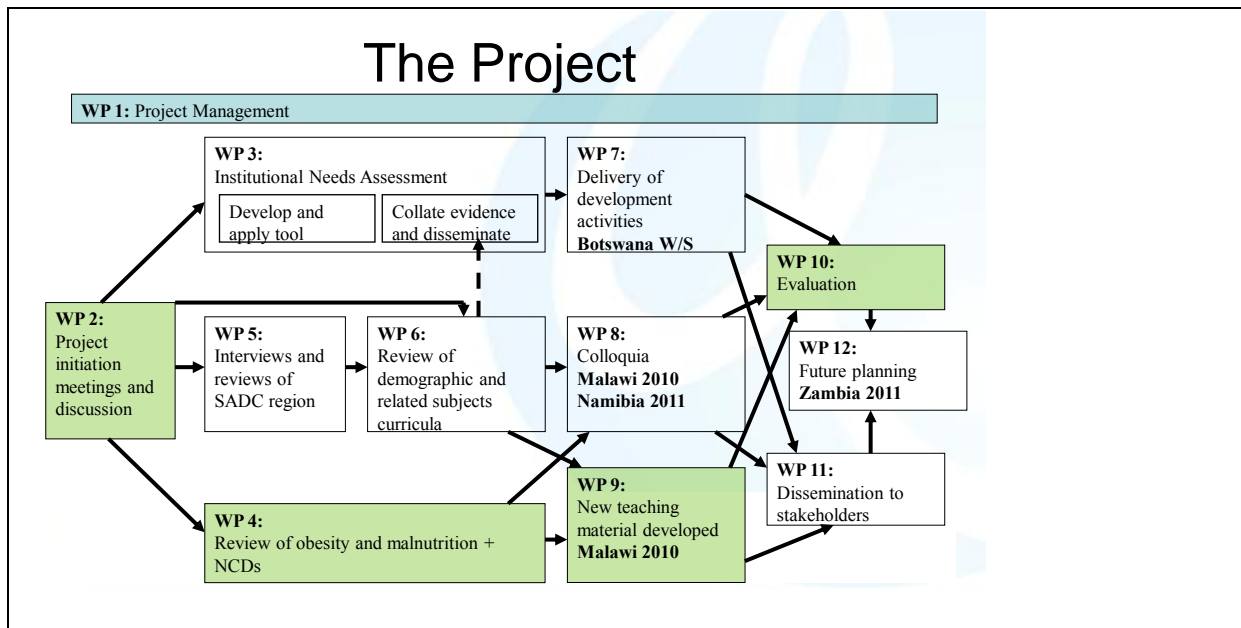 The Project
WP 1: Project Management
WP 3:
Institutional Needs Assessment
Develop and
apply tool
Collate evidence
and disseminate
WP 7:
Delivery of
development
activities
Botswana W/S
WP 10:
Evaluation
WP 2:
Project
initiation
meetings and
discussion
WP 5:
Interviews and
reviews of
SADC region
WP 6:
Review of
demographic and
related subjects
curricula
WP 8:
Colloquia
Malawi 2010
Namibia 2011
WP 12:
Future planning
Zambia 2011
WP 4:
Review of obesity and malnutrition +
NCDs
WP 9:
New teaching
material developed
Malawi 2010
WP 11:
Dissemination to
stakeholders